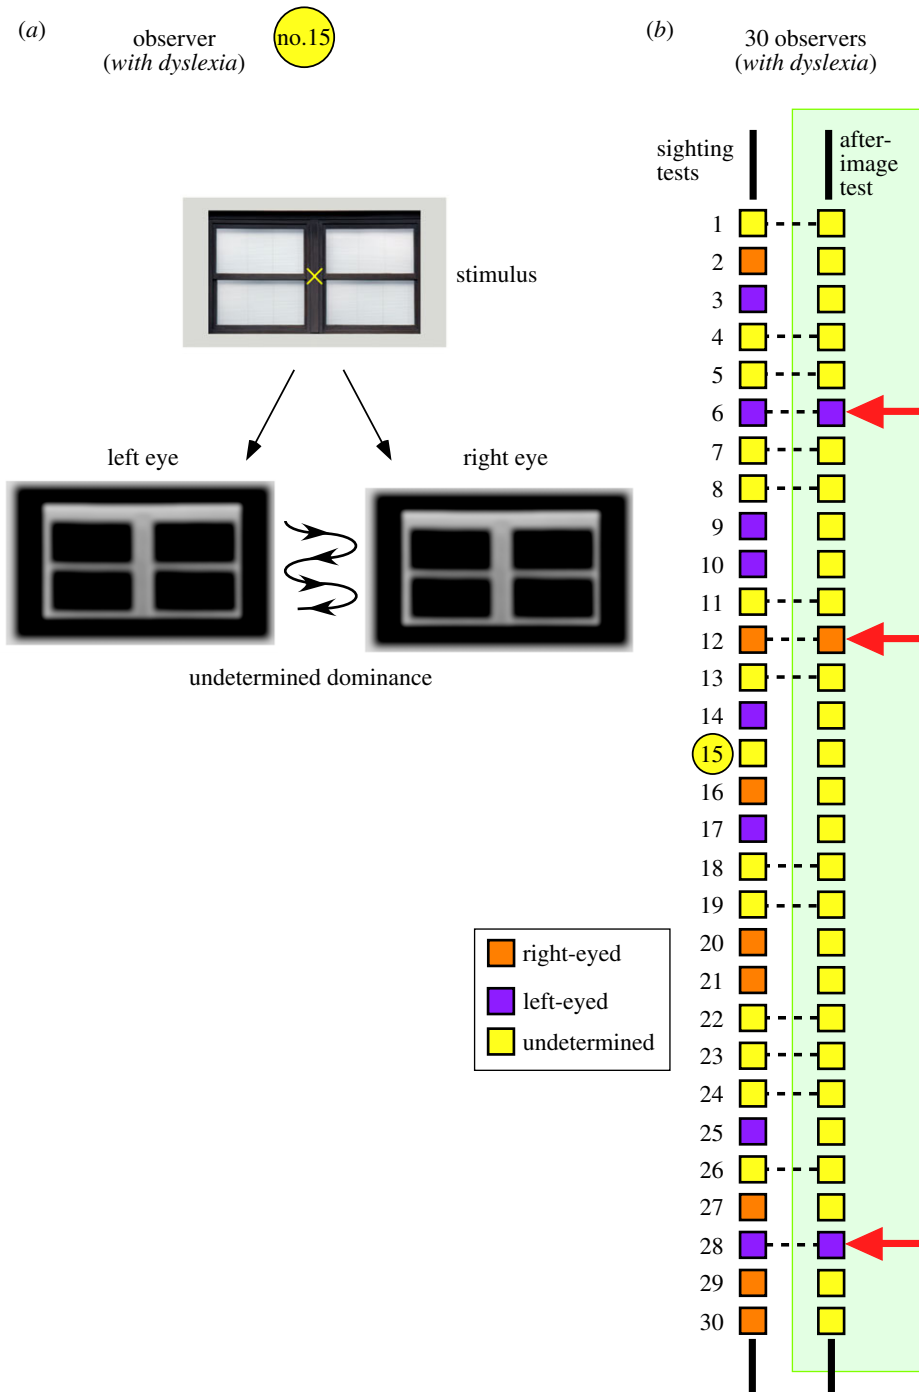 (a)
observer
(with dyslexia)
no.15
stimulus
left eye
right eye
undetermined dominance
(b)
30 observers
(with dyslexia)
sighting
tests
after-
image
test
1
2
3
4
5
6
7
8
9
10
11
12
13
14
15
16
17
18
19
20
21
22
23
24
25
26
27
28
29
30
right-eyed
left-eyed
undetermined